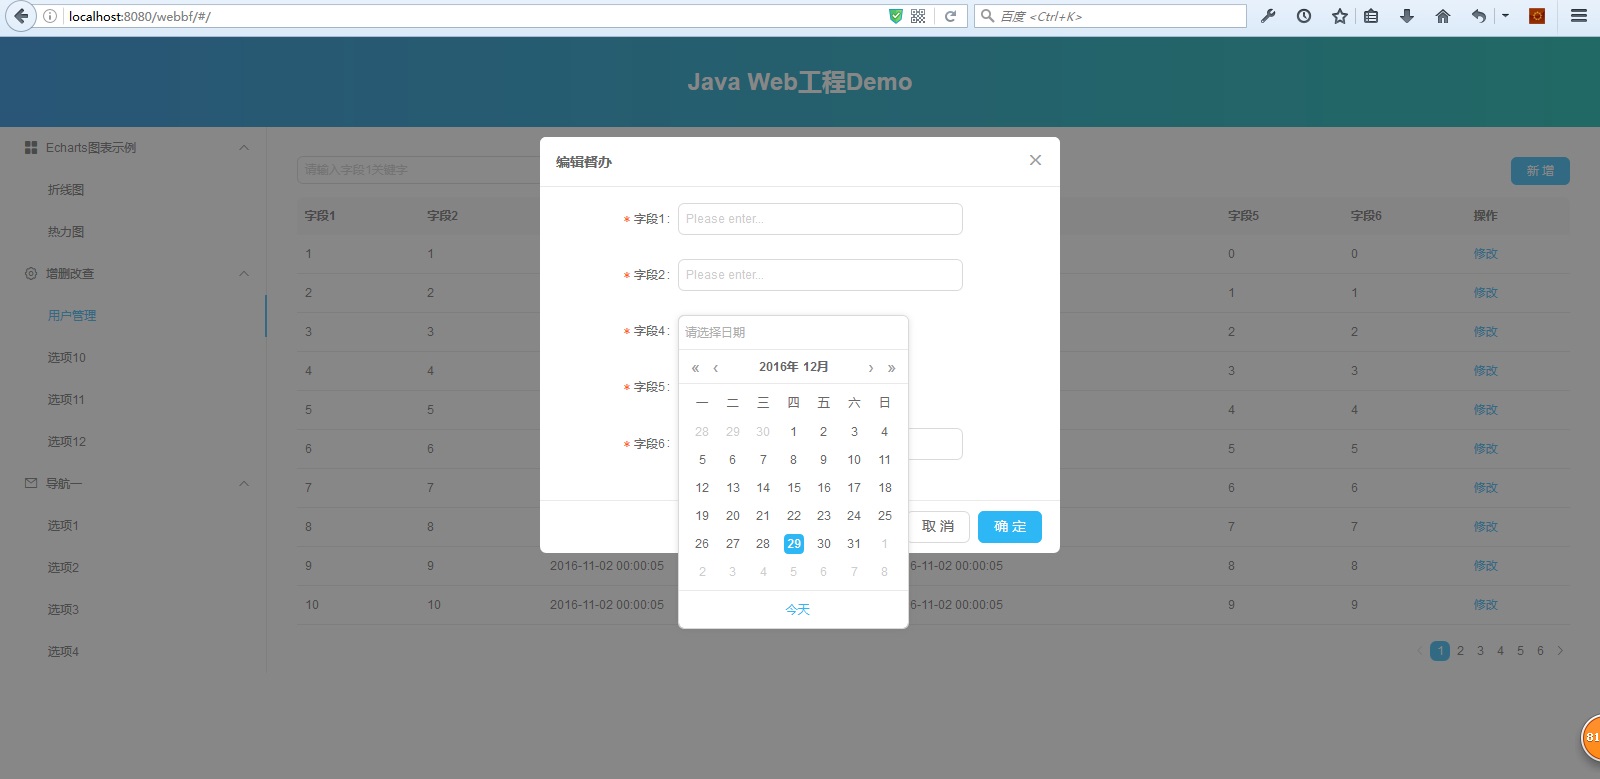 localhost:8080/webbf/#/
百度 <Ctrl+K>
Java Web工程Demo
Echarts图表示例
折线图
热力图
增删改查
用户管理
选项10
选项11
选项12
导航一
选项1
选项2
选项3
选项4
请输入字段1关键字
新 增
字段1 字段2 字段5 字段6 操作
1 1 0 0 修改
2 2 1 1 修改
3 3 2 2 修改
4 4 3 3 修改
5 5 4 4 修改
6 6 5 5 修改
7 7 6 6 修改
8 8 7 7 修改
9 9 2016-11-02 00:00:05 6-11-02 00:00:05 8 8 修改
10 10 2016-11-02 00:00:05 6-11-02 00:00:05 9 9 修改
1 2 3 4 5 6
编辑督办
* 字段1: Please enter...
* 字段2: Please enter...
* 字段4: 请选择日期
* 字段5:
* 字段6:
« ‹ 2016年 12月 › »
一 二 三 四 五 六 日
28 29 30 1 2 3 4
5 6 7 8 9 10 11
12 13 14 15 16 17 18
19 20 21 22 23 24 25
26 27 28 29 30 31 1
2 3 4 5 6 7 8
今天
取 消 确 定
81